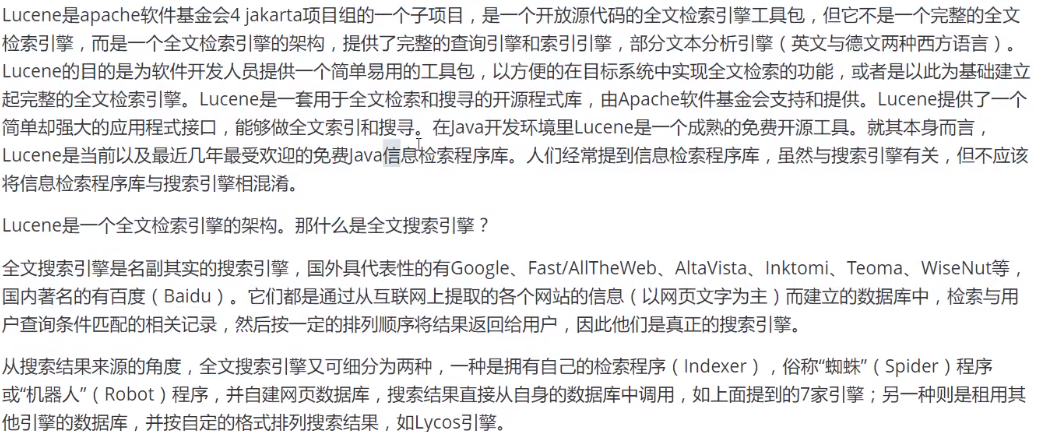 Lucene是apache软件基金会4 jakarta项目组的一个子项目，是一个开放源代码的全文检索引擎工具包，但它不是一个完整的全文
检索引擎，而是一个全文检索引擎的架构，提供了完整的查询引擎和索引引擎，部分文本分析引擎（英文与德文两种西方语言）。
Lucene的目的是为软件开发人员提供一个简单易用的工具包，以方便的在目标系统中实现全文检索的功能，或者是以此为基础建立
起完整的全文检索引擎。Lucene是一套用于全文检索和搜寻的开源程式库，由Apache软件基金会支持和提供。Lucene提供了一个
简单却强大的应用程式接口，能够做全文索引和搜寻。在Java开发环境里Lucene是一个成熟的免费开源工具。就其本身而言，
Lucene是当前以及最近几年最受欢迎的免费Java信息检索程序库。人们经常提到信息检索程序库，虽然与搜索引擎有关，但不应该
将信息检索程序库与搜索引擎相混淆。
Lucene是一个全文检索引擎的架构。那什么是全文搜索引擎？
全文搜索引擎是名副其实的搜索引擎，国外具代表性的有Google、Fast/AllTheWeb、AltaVista、Inktomi、Teoma、WiseNut等，
国内著名的有百度（Baidu）。它们都是通过从互联网上提取的各个网站的信息（以网页文字为主）而建立的数据库中，检索与用
户查询条件匹配的相关记录，然后按一定的排列顺序将结果返回给用户，因此他们是真正的搜索引擎。
从搜索结果来源的角度，全文搜索引擎又可细分为两种，一种是拥有自己的检索程序（Indexer），俗称“蜘蛛”（Spider）程序
或“机器人”（Robot）程序，并自建网页数据库，搜索结果直接从自身的数据库中调用，如上面提到的7家引擎；另一种则是租用其
他引擎的数据库，并按自定的格式排列搜索结果，如Lycos引擎。